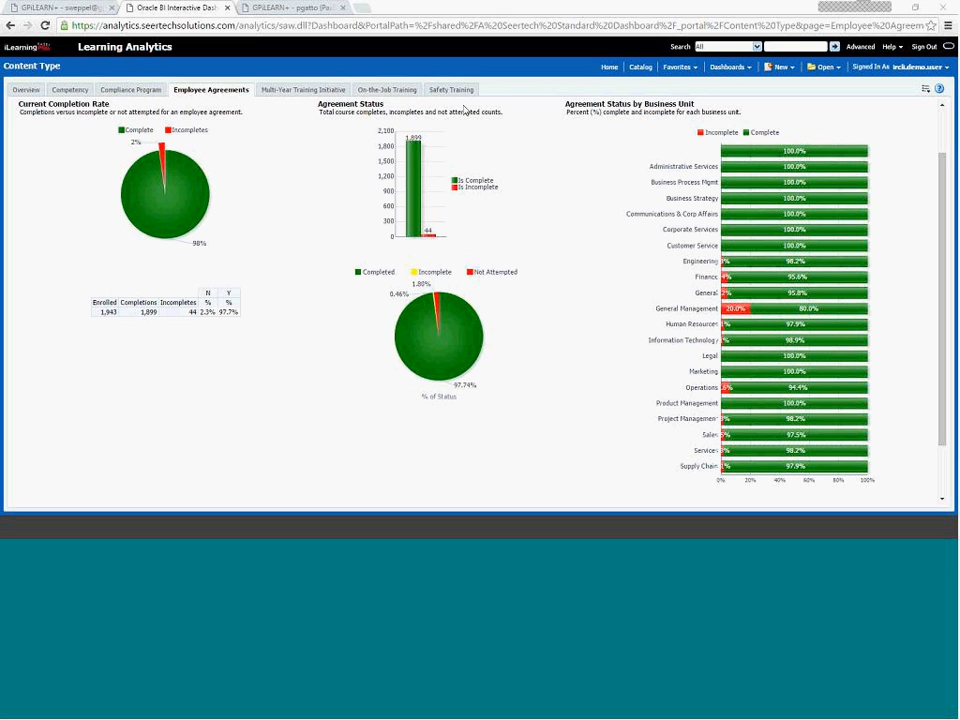 GPiLEARN+ - sweppel@g
Oracle BI Interactive Das
GPiLEARN+ - pgatto (Pa
https://analytics.seertechsolutions.com/analytics/saw.dll?Dashboard&PortalPath=%2Fshared%2FA%20Seertech%20Standard%20Dashboard%2F_portal%2FContent%20Type&page=Employee%20Agreem
Learning Analytics
Search All
Advanced Help Sign Out
Content Type
Home Catalog Favorites Dashboards New Open Signed In As
Overview Competency Compliance Program Employee Agreements Multi-Year Training Initiative On-the-Job Training Safety Training
Current Completion Rate
Completions versus incomplete or not attempted for an employee agreement.
Complete Incompletes
2%
98%
Enrolled Completions Incompletes N % Y %
1,943 1,899 44 2.3% 97.7%
Agreement Status
Total course completes, incompletes and not attempted counts.
2,100
1,800
1,500
1,200
900
600
300
0
1,899
44
Is Complete
Is Incomplete
Completed Incomplete Not Attempted
1.80%
0.46%
97.74%
% of Status
Agreement Status by Business Unit
Percent (%) complete and incomplete for each business unit.
Incomplete Complete
100.0%
Administrative Services 100.0%
Business Process Mgmt 100.0%
Business Strategy 100.0%
Communications & Corp Affairs 100.0%
Corporate Services 100.0%
Customer Service 100.0%
Engineering 98.2%
Finance 95.6%
General 95.8%
General Management 20.0% 80.0%
Human Resources 97.9%
Information Technology 98.9%
Legal 100.0%
Marketing 100.0%
Operations 94.4%
Product Management 100.0%
Project Management 98.2%
Sales 97.5%
Services 98.2%
Supply Chain 97.9%
0% 20% 40% 60% 80% 100%